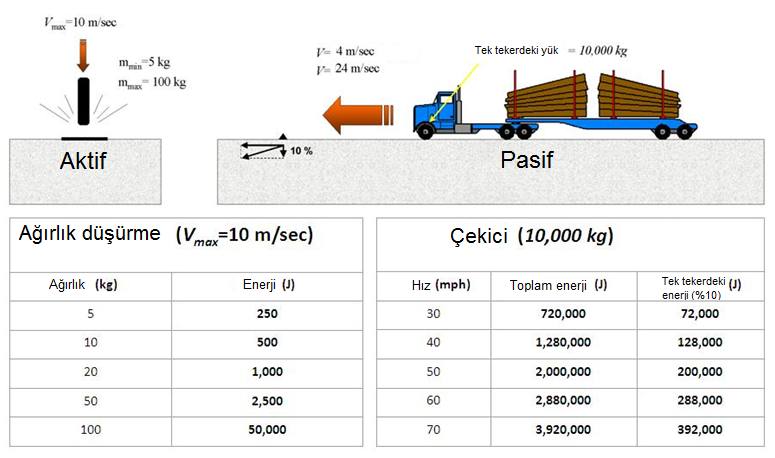 Vmax=10 m/sec
mmin=5 kg
mmax= 100 kg
Aktif
V= 4 m/sec
V= 24 m/sec
Tek tekerdeki yük = 10,000 kg
10 %
Pasif
Ağırlık düşürme (Vmax=10 m/sec)
Ağırlık (kg) Enerji (J)
5 250
10 500
20 1,000
50 2,500
100 50,000
Çekici (10,000 kg)
Hız (mph) Toplam enerji (J) Tek tekerdeki enerji (%10) (J)
30 720,000 72,000
40 1,280,000 128,000
50 2,000,000 200,000
60 2,880,000 288,000
70 3,920,000 392,000